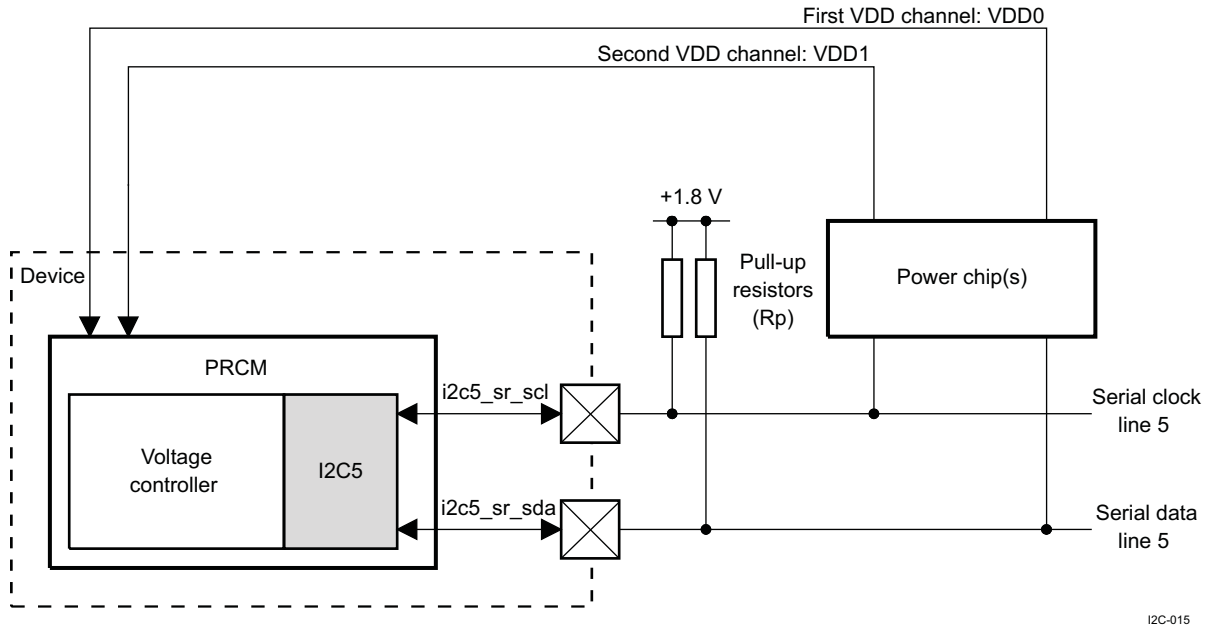 First VDD channel: VDD0
Second VDD channel: VDD1
+1.8 V
Device
Pull-up
resistors
(Rp)
Power chip(s)
PRCM
i2c5_sr_scl
Serial clock
line 5
Voltage
controller
I2C5
i2c5_sr_sda
Serial data
line 5
I2C-015